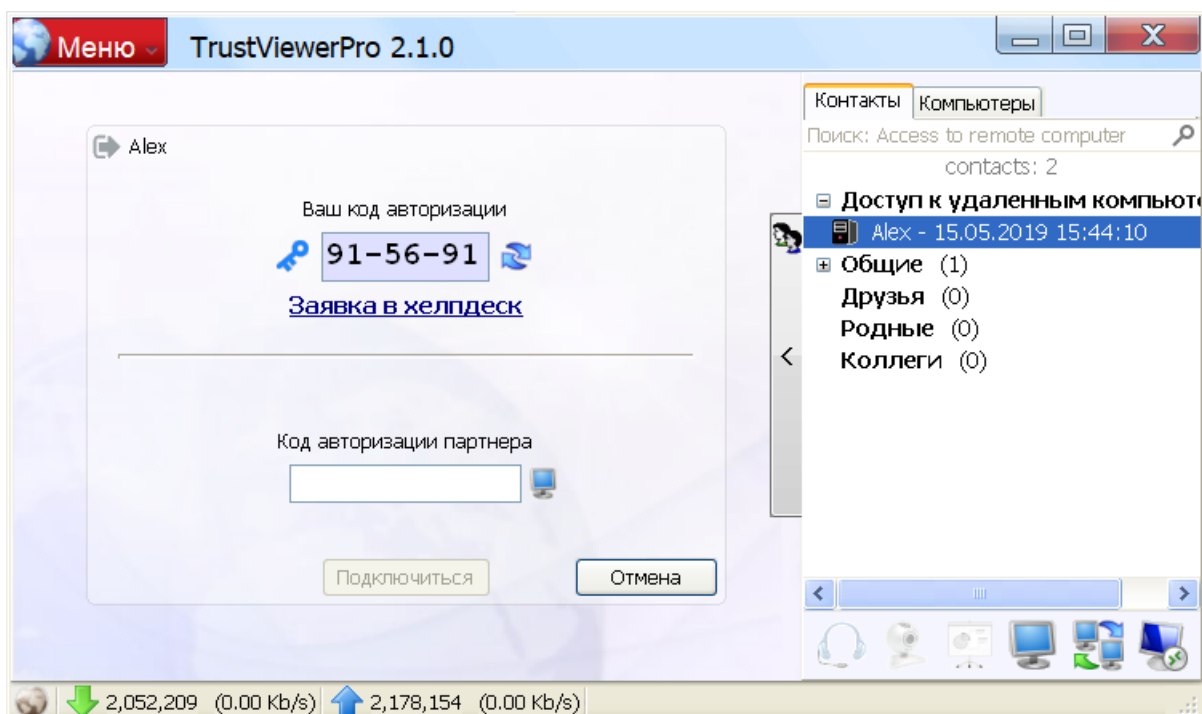 Меню
TrustViewerPro 2.1.0
Alex
Ваш код авторизации
91-56-91
Заявка в хелпдеск
Код авторизации партнера
Подключиться
Отмена
Контакты Компьютеры
Поиск: Access to remote computer
contacts: 2
Доступ к удаленным компьют
Alex - 15.05.2019 15:44:10
Общие (1)
Друзья (0)
Родные (0)
Коллеги (0)
2,052,209 (0.00 Kb/s) 2,178,154 (0.00 Kb/s)